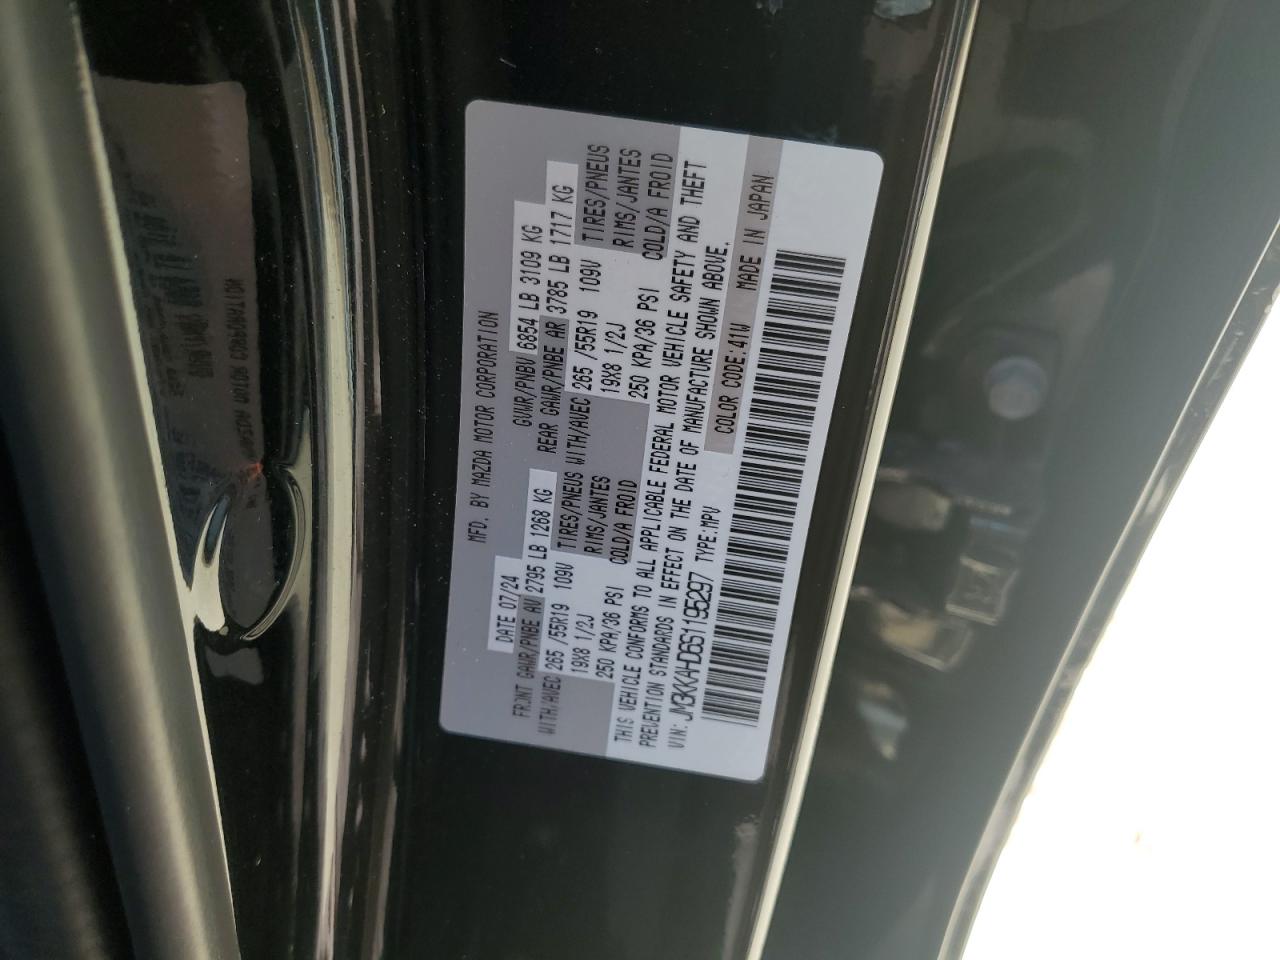 MFD. BY MAZDA MOTOR CORPORATION
DATE 07/24 GVWR/PNBV 6854 LB 3109 KG
FRONT GAWR/PNBE AV 2795 LB 1268 KG REAR GAWR/PNBE AR 3785 LB 1717 KG
WITH/AVEC 265 /55R19 109V TIRES/PNEUS WITH/AVEC 265 /55R19 109V TIRES/PNEUS
19X8 1/2J RIMS/JANTES 19X8 1/2J RIMS/JANTES
250 KPA/36 PSI COLD/A FROID 250 KPA/36 PSI COLD/A FROID
THIS VEHICLE CONFORMS TO ALL APPLICABLE FEDERAL MOTOR VEHICLE SAFETY AND THEFT
PREVENTION STANDARDS IN EFFECT ON THE DATE OF MANUFACTURE SHOWN ABOVE.
VIN: JM3KKAHD6S1195297 TYPE:MPV COLOR CODE:41W MADE IN JAPAN